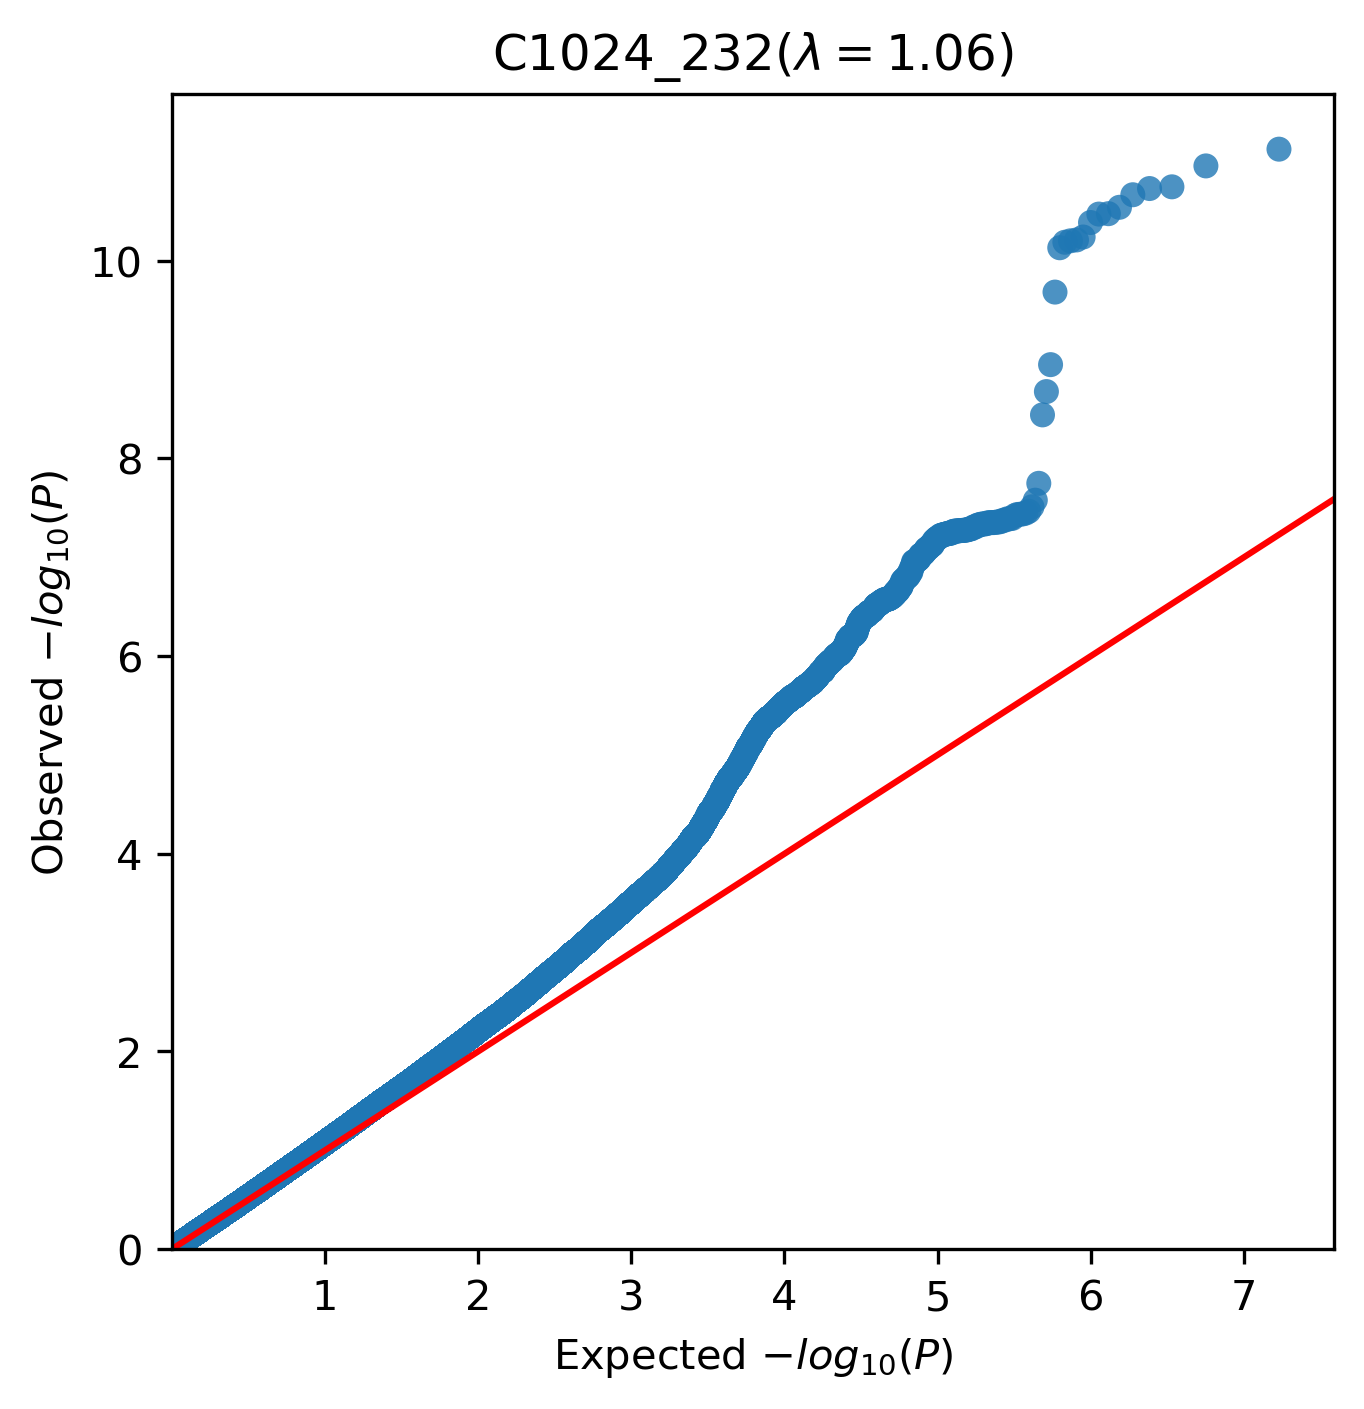 C1024_232(λ = 1.06)
Observed −log₁₀(P)
10
8
6
4
2
0
1 2 3 4 5 6 7
Expected −log₁₀(P)